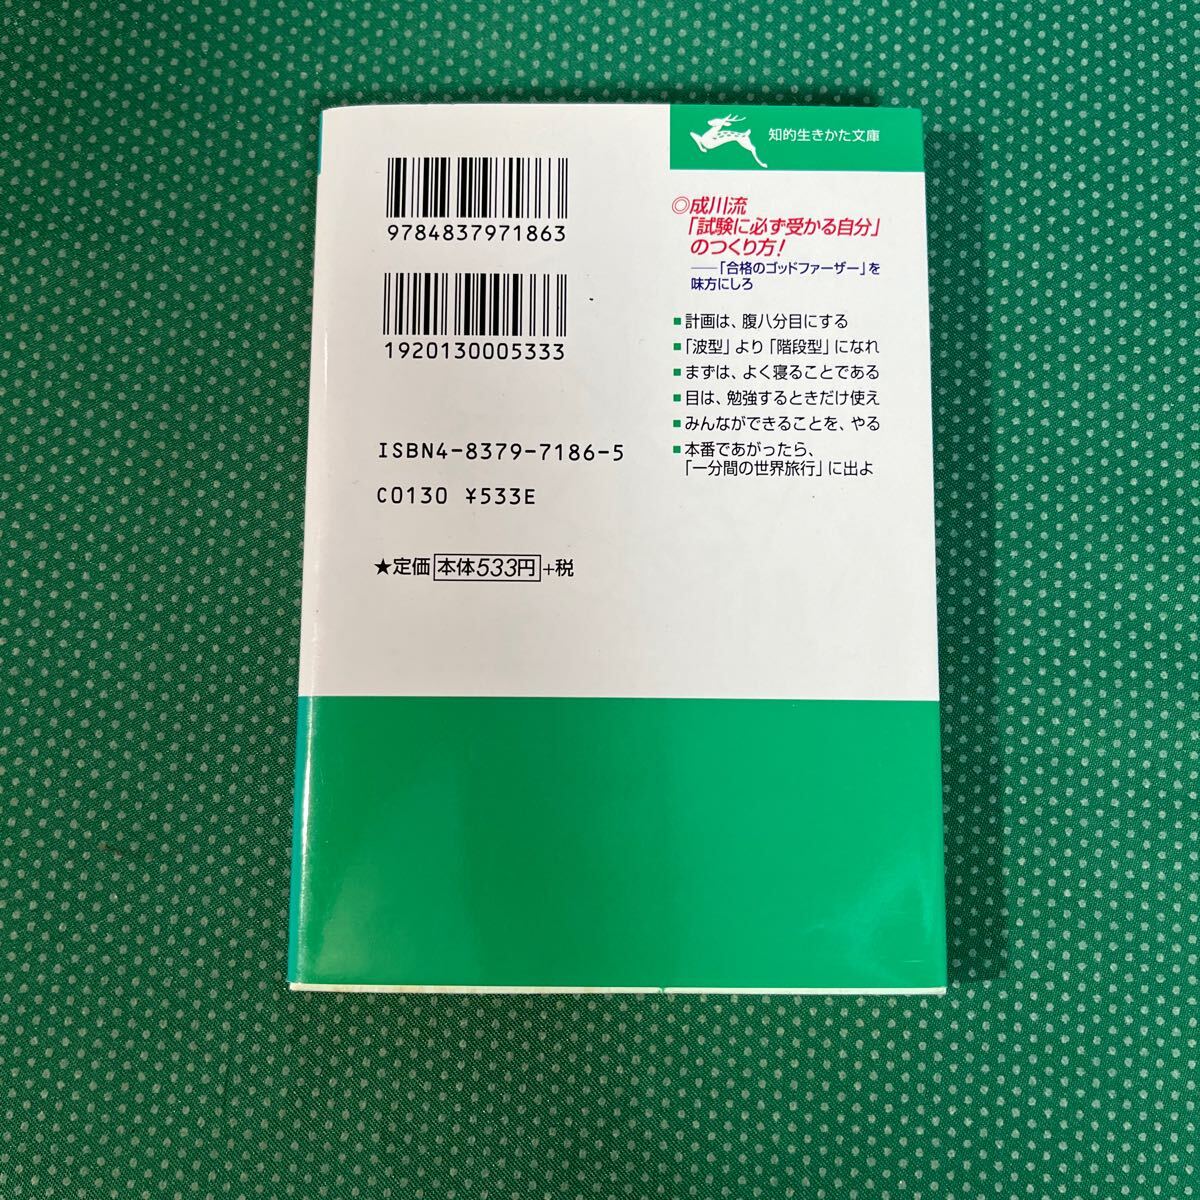 知的生きかた文庫
9784837971863
1920130005333
ISBN4-8379-7186-5
C0130 ¥533E
★定価 本体533円 +税
◎成川流
「試験に必ず受かる自分」
のつくり方!
――「合格のゴッドファーザー」を
味方にしろ
■計画は、腹八分目にする
■「波型」より「階段型」になれ
■まずは、よく寝ることである
■目は、勉強するときだけ使え
■みんなができることを、やる
■本番であがったら、
「一分間の世界旅行」に出よ